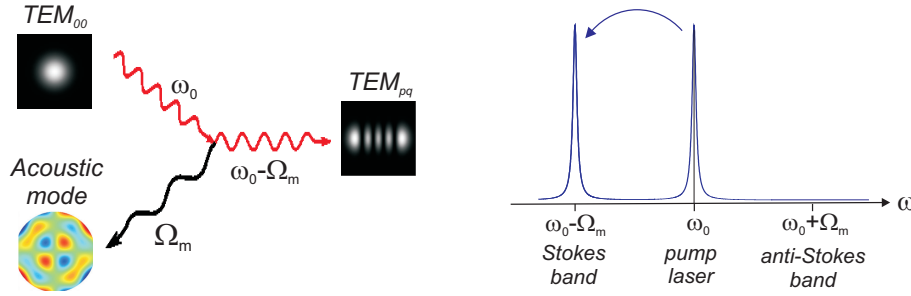 TEM₀₀
ω₀
TEMₚq
ω₀-Ωₘ
Acoustic
mode
Ωₘ
ω
ω₀-Ωₘ
ω₀
ω₀+Ωₘ
Stokes
band
pump
laser
anti-Stokes
band